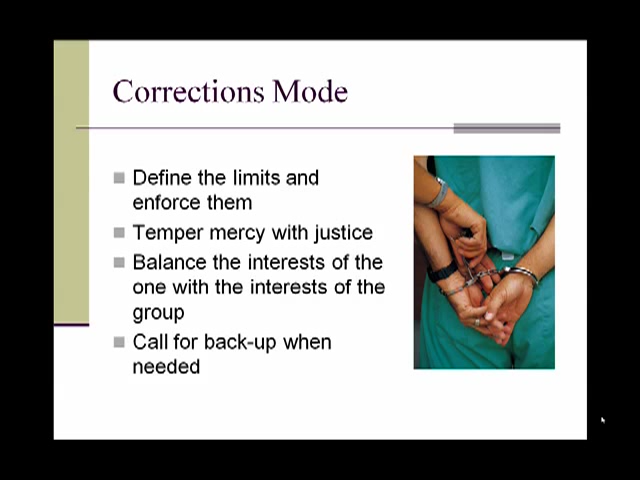 Corrections Mode
Define the limits and
enforce them
Temper mercy with justice
Balance the interests of the
one with the interests of the
group
Call for back-up when
needed